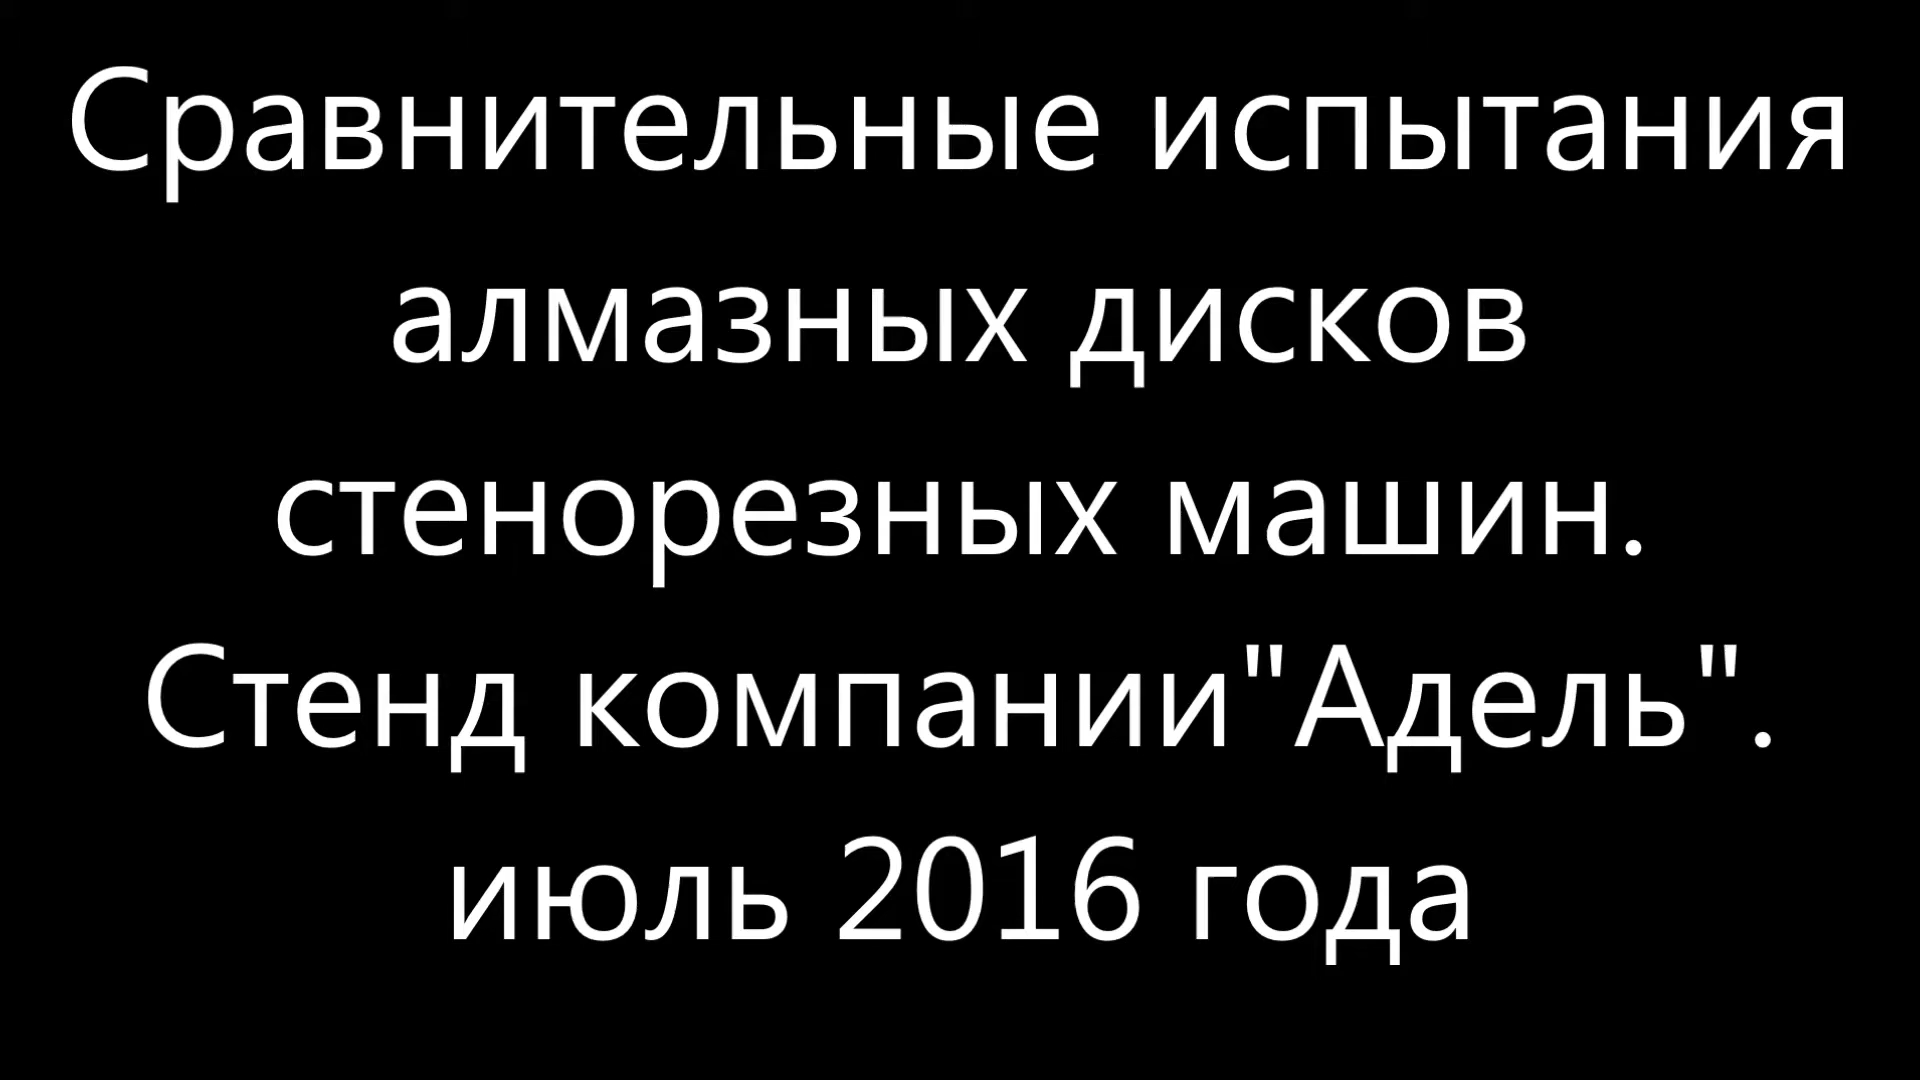 Сравнительные испытания
алмазных дисков
стенорезных машин.
Стенд компании"Адель".
июль 2016 года